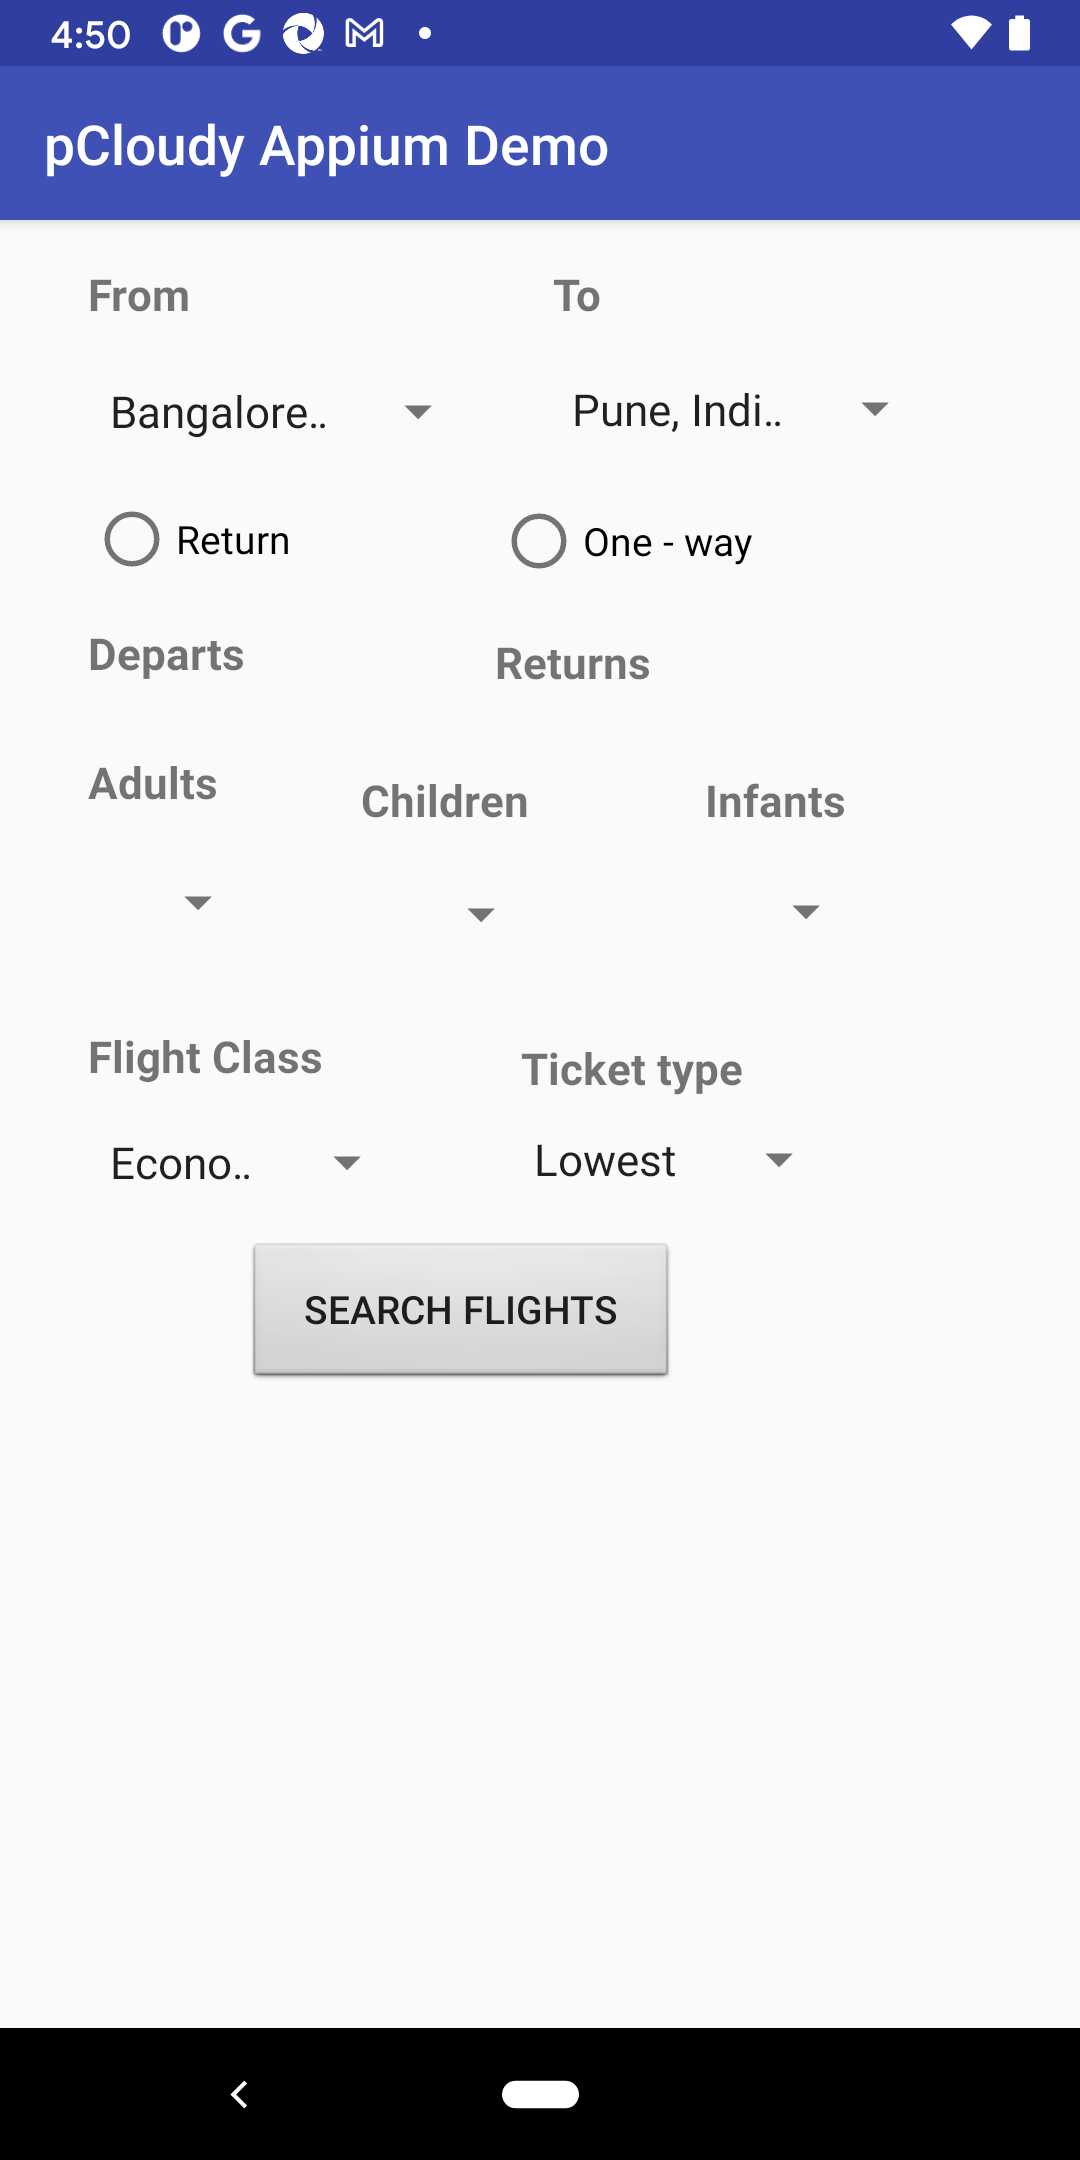 4:50
pCloudy Appium Demo
From To
Bangalore.. Pune, Indi..
Return One - way
Departs Returns
Adults Children Infants
Flight Class Ticket type
Econo.. Lowest
SEARCH FLIGHTS